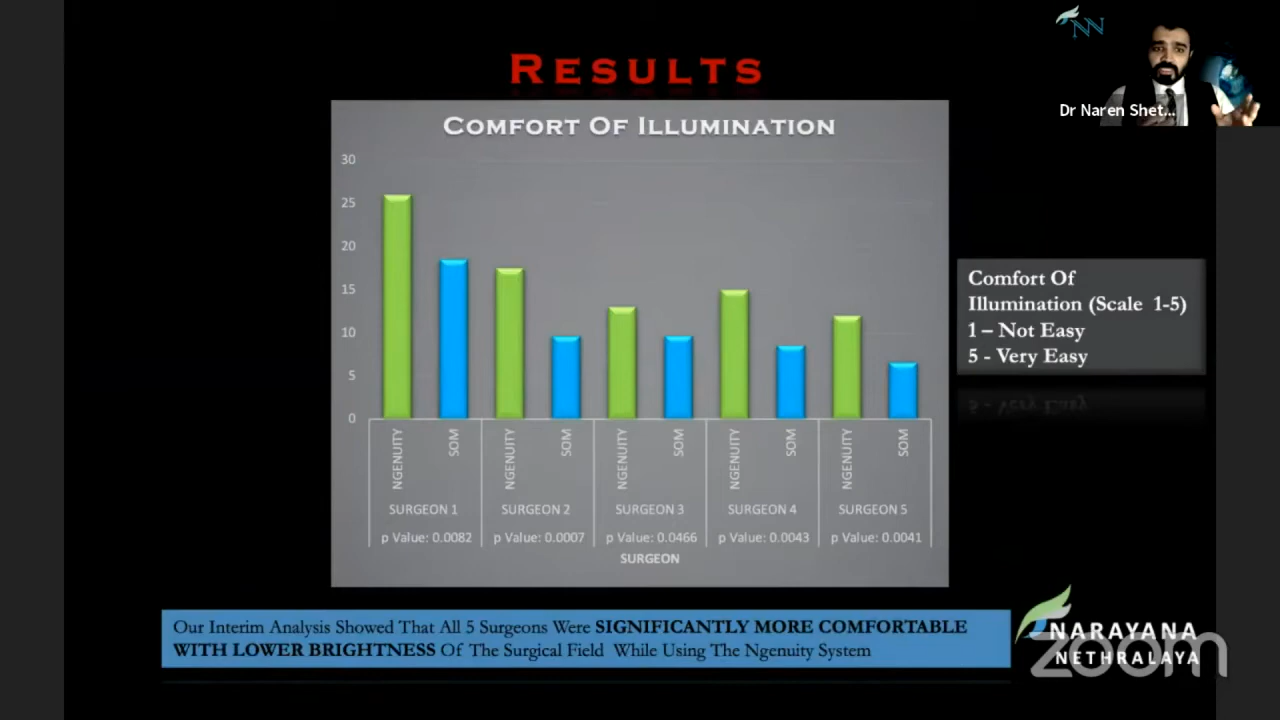 RESULTS
NN
Dr Naren Shet...
COMFORT OF ILLUMINATION
30
25
20
15
10
5
0
NGENUITY SOM NGENUITY SOM NGENUITY SOM NGENUITY SOM NGENUITY SOM
SURGEON 1 SURGEON 2 SURGEON 3 SURGEON 4 SURGEON 5
p Value: 0.0082 p Value: 0.0007 p Value: 0.0466 p Value: 0.0043 p Value: 0.0041
SURGEON
Comfort Of
Illumination (Scale 1-5)
1 – Not Easy
5 - Very Easy
Our Interim Analysis Showed That All 5 Surgeons Were SIGNIFICANTLY MORE COMFORTABLE
WITH LOWER BRIGHTNESS Of The Surgical Field While Using The Ngenuity System
NARAYANA
NETHRALAYA
zoom